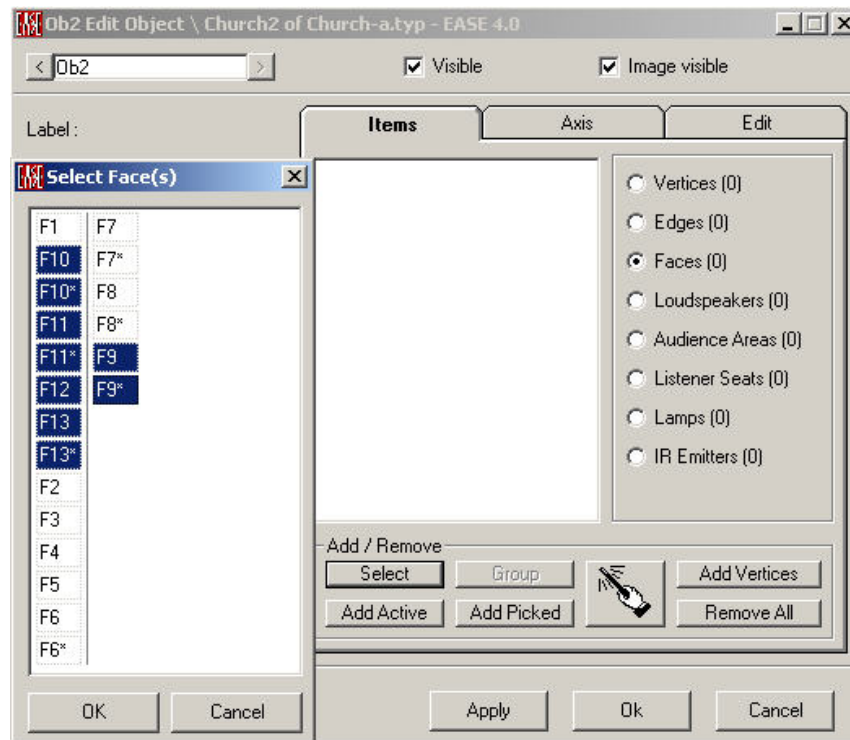 Ob2 Edit Object \ Church2 of Church-a.typ - EASE 4.0
< Ob2 >
Visible
Image visible
Label :
Items
Axis
Edit
Select Face(s)
F1 F7
F10 F7*
F10* F8
F11 F8*
F11* F9
F12 F9*
F13
F13*
F2
F3
F4
F5
F6
F6*
OK
Cancel
Vertices (0)
Edges (0)
Faces (0)
Loudspeakers (0)
Audience Areas (0)
Listener Seats (0)
Lamps (0)
IR Emitters (0)
Add / Remove
Select
Group
Add Vertices
Add Active
Add Picked
Remove All
Apply
Ok
Cancel